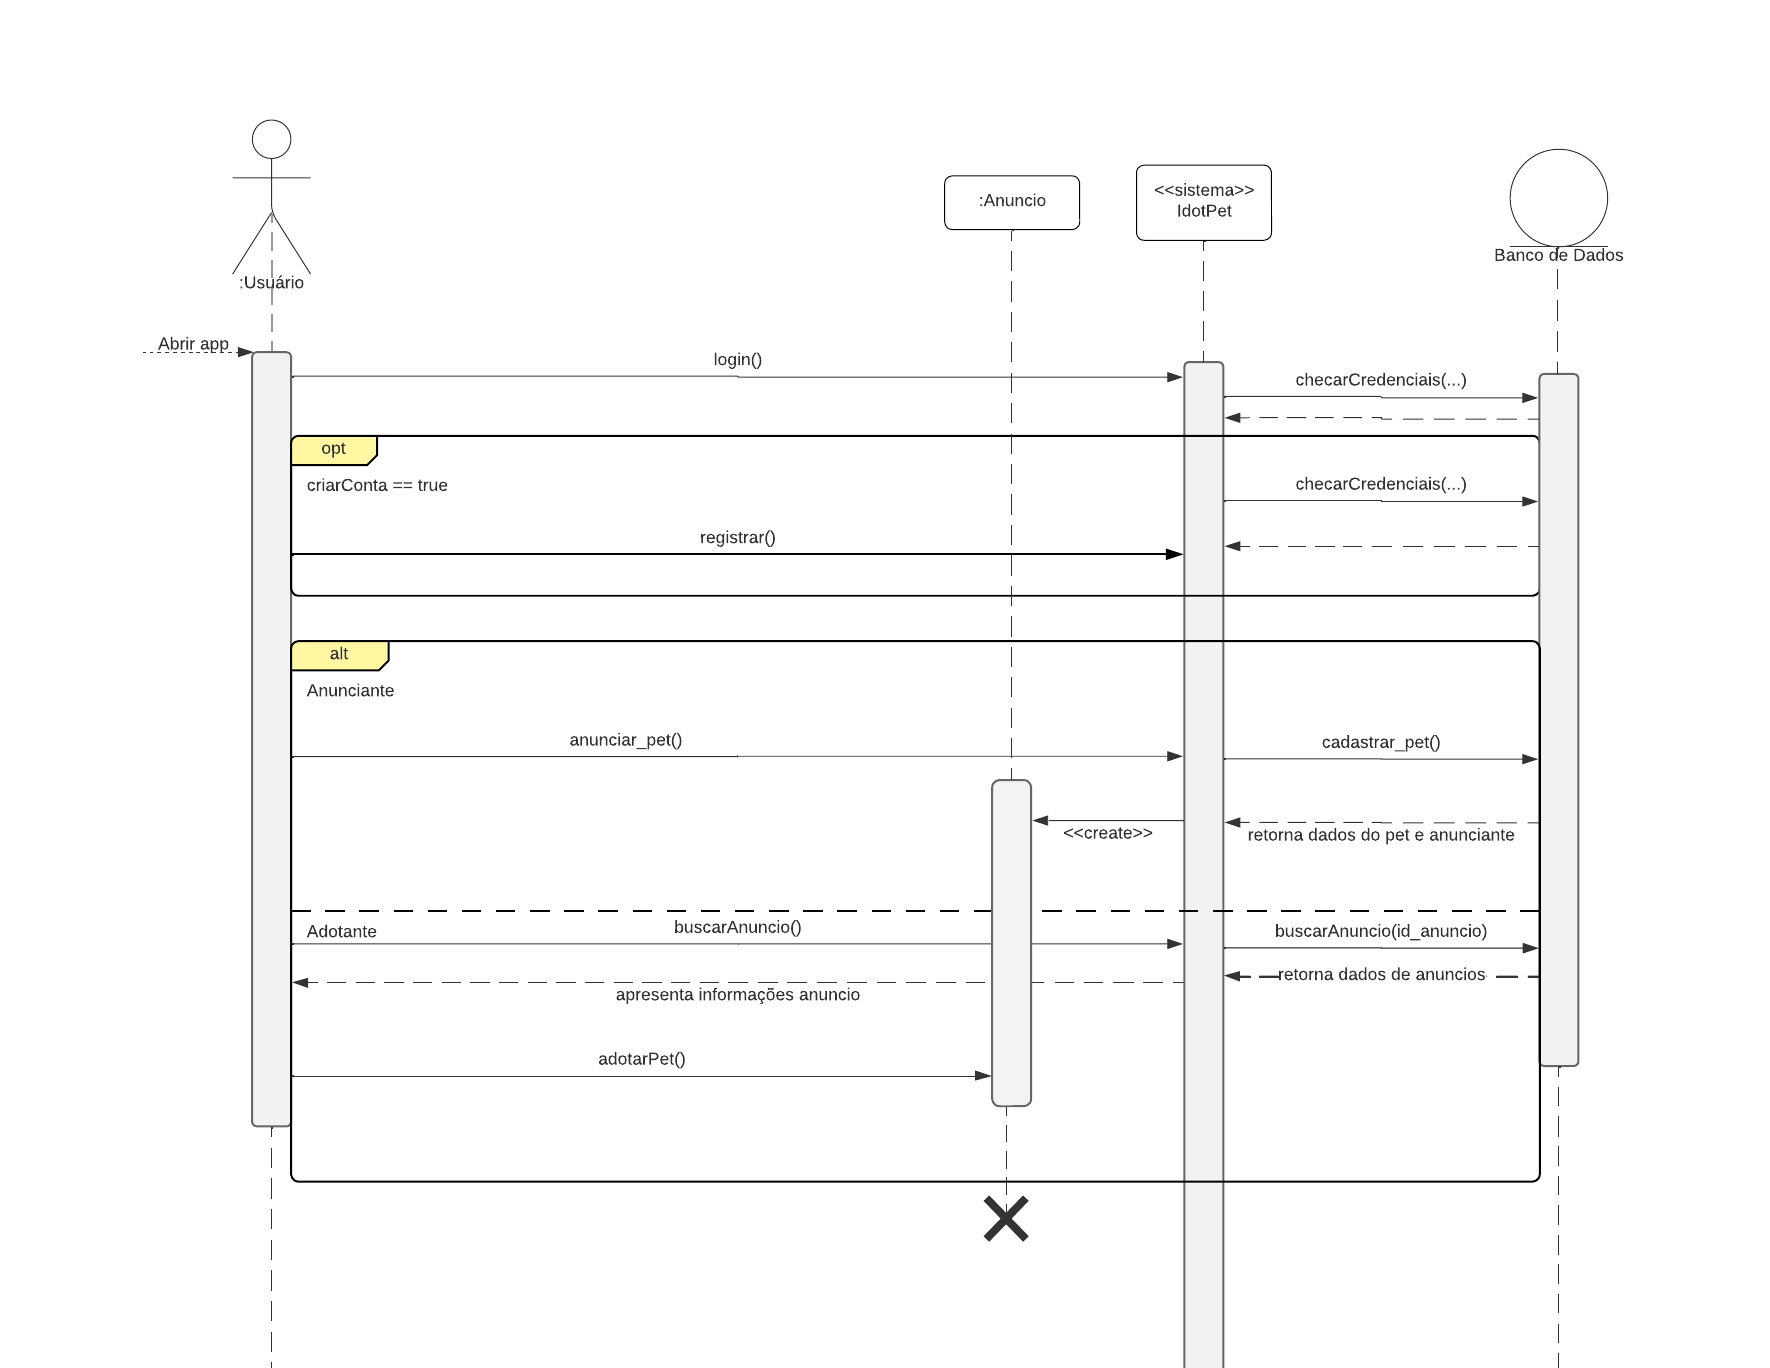 :Usuário
:Anuncio
<<sistema>>
IdotPet
Banco de Dados
Abrir app
login()
checarCredenciais(...)
opt
criarConta == true
checarCredenciais(...)
registrar()
alt
Anunciante
anunciar_pet()
cadastrar_pet()
<<create>>
retorna dados do pet e anunciante
Adotante
buscarAnuncio()
buscarAnuncio(id_anuncio)
retorna dados de anuncios
apresenta informações anuncio
adotarPet()